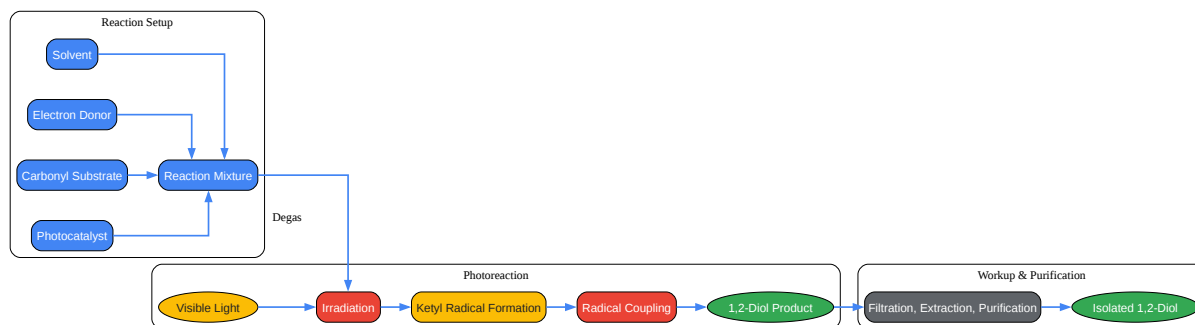 Reaction Setup
Solvent
Electron Donor
Carbonyl Substrate
Reaction Mixture
Photocatalyst
Degas
Photoreaction
Visible Light
Irradiation
Ketyl Radical Formation
Radical Coupling
1,2-Diol Product
Workup & Purification
Filtration, Extraction, Purification
Isolated 1,2-Diol